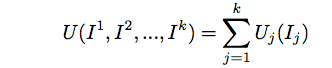 $U(I^1, I^2, ..., I^k) = \sum_{j=1}^{k} U_j(I_j)$